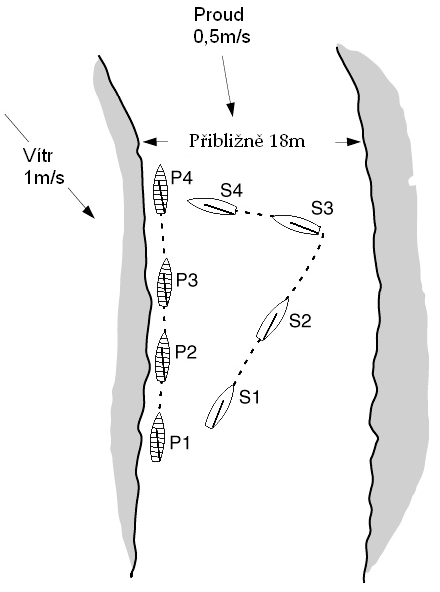 Proud
0,5m/s
Vítr
1m/s
Přibližně 18m
P4
S4
S3
P3
S2
P2
S1
P1